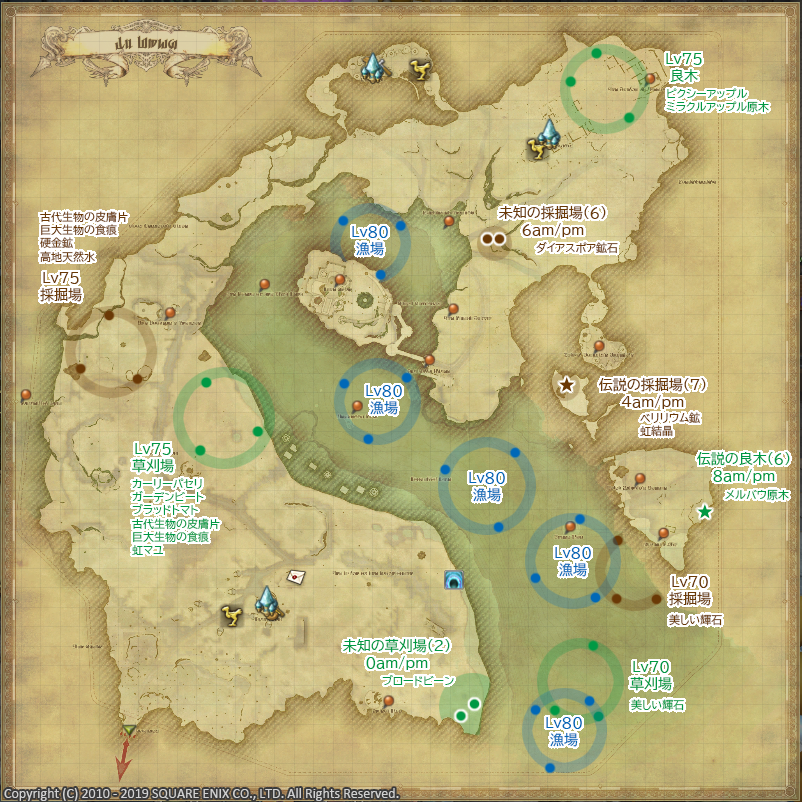 Lv75
良木
ピクシーアップル
ミラクルアップル原木
古代生物の皮膚片
巨大生物の食痕
硬金鉱
高地天然水
Lv75
採掘場
Lv80
漁場
未知の採掘場(6)
6am/pm
ダイアスポア鉱石
Lv80
漁場
伝説の採掘場(7)
4am/pm
ベリリウム鉱
虹結晶
Lv75
草刈場
カーリーパセリ
ガーデンビート
ブラッドトマト
古代生物の皮膚片
巨大生物の食痕
虹マユ
伝説の良木(6)
8am/pm
メルバウ原木
Lv80
漁場
Lv80
漁場
Lv70
採掘場
美しい輝石
未知の草刈場(2)
0am/pm
ブロードビーン
Lv70
草刈場
美しい輝石
Lv80
漁場
Copyright (C) 2010 - 2019 SQUARE ENIX CO., LTD. All Rights Reserved.